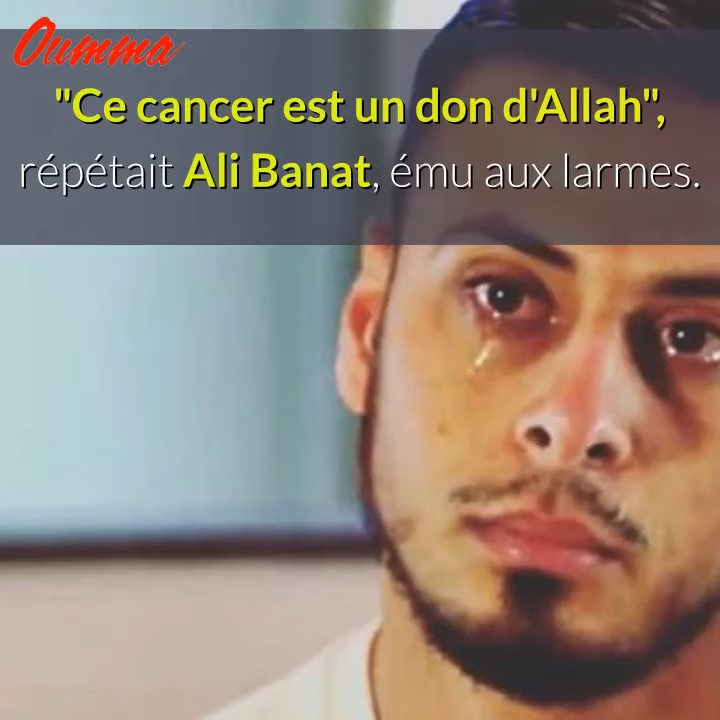 Oumma
"Ce cancer est un don d'Allah",
répétait Ali Banat, ému aux larmes.